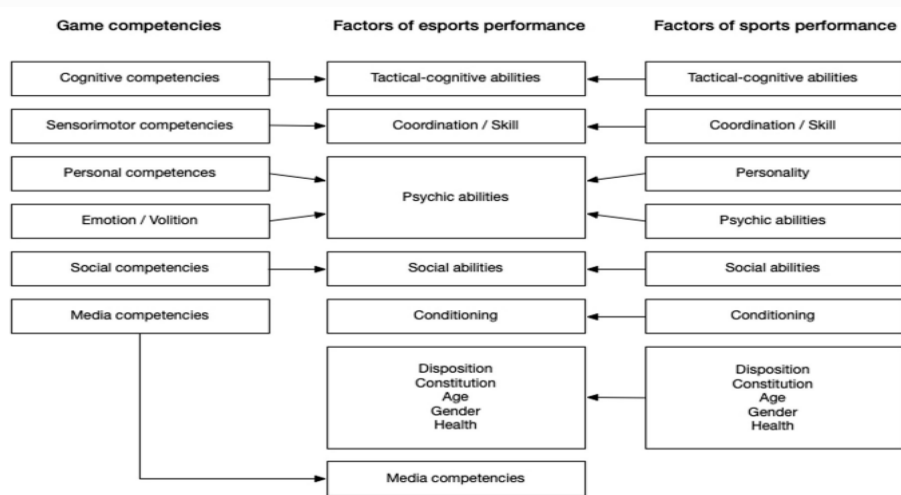 Game competencies
Factors of esports performance
Factors of sports performance
Cognitive competencies
Tactical-cognitive abilities
Tactical-cognitive abilities
Sensorimotor competencies
Coordination / Skill
Coordination / Skill
Personal competences
Psychic abilities
Personality
Emotion / Volition
Psychic abilities
Social competencies
Social abilities
Social abilities
Media competencies
Conditioning
Conditioning
Disposition
Constitution
Age
Gender
Health
Disposition
Constitution
Age
Gender
Health
Media competencies